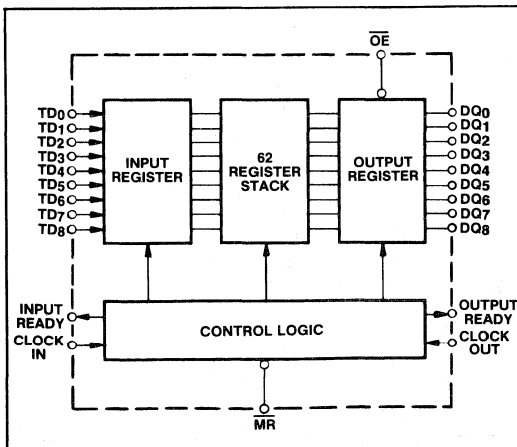 OE
TD0
TD1
TD2
TD3
TD4
TD5
TD6
TD7
TD8
INPUT
REGISTER
62
REGISTER
STACK
OUTPUT
REGISTER
DQ0
DQ1
DQ2
DQ3
DQ4
DQ5
DQ6
DQ7
DQ8
INPUT
READY
CLOCK
IN
CONTROL LOGIC
OUTPUT
READY
CLOCK
OUT
MR